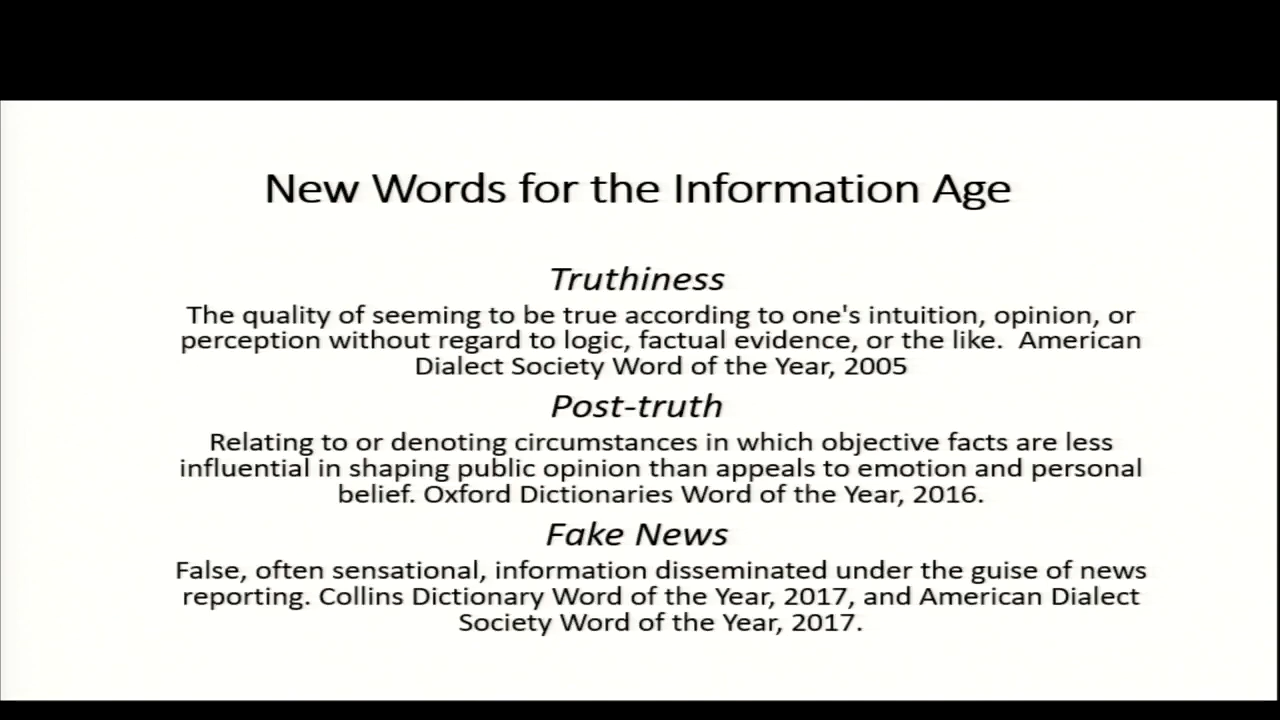 New Words for the Information Age
Truthiness
The quality of seeming to be true according to one's intuition, opinion, or
perception without regard to logic, factual evidence, or the like.  American
Dialect Society Word of the Year, 2005
Post-truth
Relating to or denoting circumstances in which objective facts are less
influential in shaping public opinion than appeals to emotion and personal
belief. Oxford Dictionaries Word of the Year, 2016.
Fake News
False, often sensational, information disseminated under the guise of news
reporting. Collins Dictionary Word of the Year, 2017, and American Dialect
Society Word of the Year, 2017.